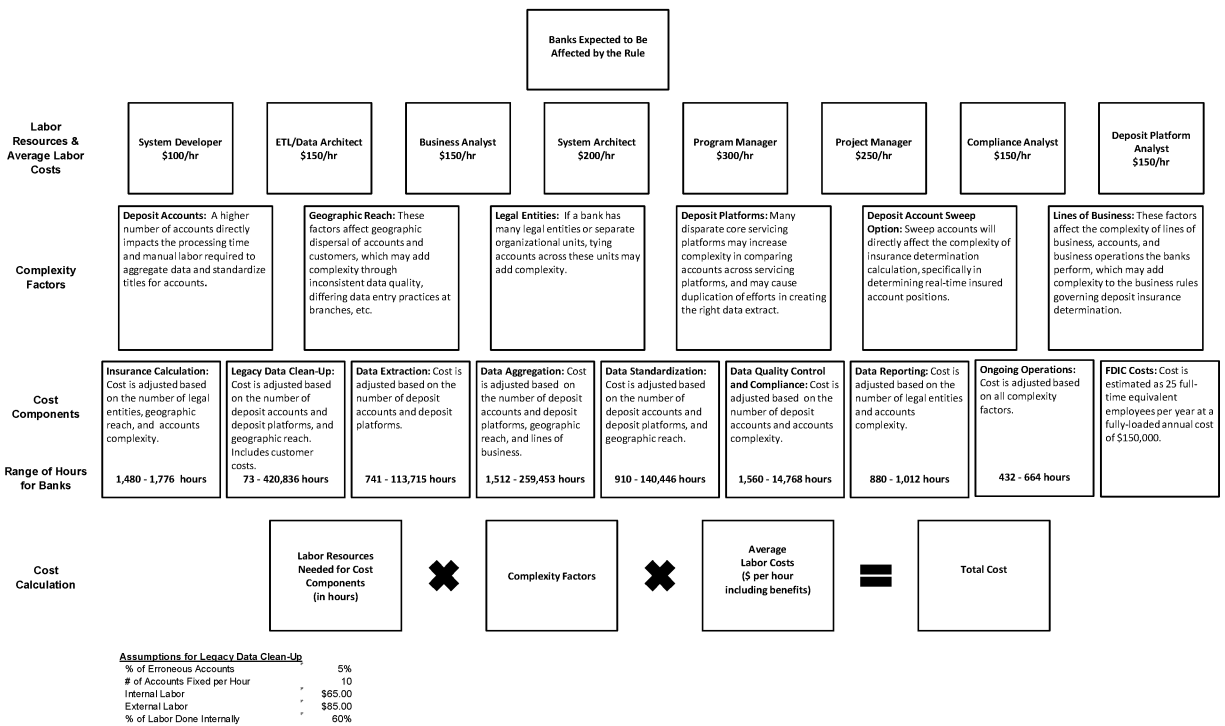 Banks Expected to Be
Affected by the Rule
Labor
Resources &
Average Labor
Costs
System Developer
$100/hr
ETL/Data Architect
$150/hr
Business Analyst
$150/hr
System Architect
$200/hr
Program Manager
$300/hr
Project Manager
$250/hr
Compliance Analyst
$150/hr
Deposit Platform
Analyst
$150/hr
Complexity
Factors
Deposit Accounts: A higher
number of accounts directly
impacts the processing time
and manual labor required to
aggregate data and standardize
titles for accounts.
Geographic Reach: These
factors affect geographic
dispersal of accounts and
customers, which may add
complexity through
inconsistent data quality,
differing data entry practices at
branches, etc.
Legal Entities: If a bank has
many legal entities or separate
organizational units, tying
accounts across these units may
add complexity.
Deposit Platforms: Many
disparate core servicing
platforms may increase
complexity in comparing
accounts across servicing
platforms, and may cause
duplication of efforts in creating
the right data extract.
Deposit Account Sweep
Option: Sweep accounts will
directly affect the complexity of
insurance determination
calculation, specifically in
determining real-time insured
account positions.
Lines of Business: These factors
affect the complexity of lines of
business, accounts, and
business operations the banks
perform, which may add
complexity to the business rules
governing deposit insurance
determination.
Cost
Components
Range of Hours
for Banks
Insurance Calculation:
Cost is adjusted based
on the number of legal
entities, geographic
reach, and accounts
complexity.
1,480 - 1,776 hours
Legacy Data Clean-Up:
Cost is adjusted based
on the number of
deposit accounts and
deposit platforms, and
geographic reach.
Includes customer
costs.
73 - 420,836 hours
Data Extraction: Cost is
adjusted based on the
number of deposit
accounts and deposit
platforms.
741 - 113,715 hours
Data Aggregation: Cost
is adjusted based on
the number of deposit
accounts and deposit
platforms, geographic
reach, and lines of
business.
1,512 - 259,453 hours
Data Standardization:
Cost is adjusted based
on the number of
deposit accounts and
deposit platforms, and
geographic reach.
910 - 140,446 hours
Data Quality Control
and Compliance: Cost is
adjusted based on the
number of deposit
accounts and accounts
complexity.
1,560 - 14,768 hours
Data Reporting: Cost is
adjusted based on the
number of legal entities
and accounts
complexity.
880 - 1,012 hours
Ongoing Operations:
Cost is adjusted based
on all complexity
factors.
432 - 664 hours
FDIC Costs: Cost is
estimated as 25 full-
time equivalent
employees per year at a
fully-loaded annual cost
of $150,000.
Cost
Calculation
Labor Resources
Needed for Cost
Components
(in hours)
Complexity Factors
Average
Labor Costs
($ per hour
including benefits)
Total Cost
Assumptions for Legacy Data Clean-Up
% of Erroneous Accounts 5%
# of Accounts Fixed per Hour 10
Internal Labor $65.00
External Labor $85.00
% of Labor Done Internally 60%